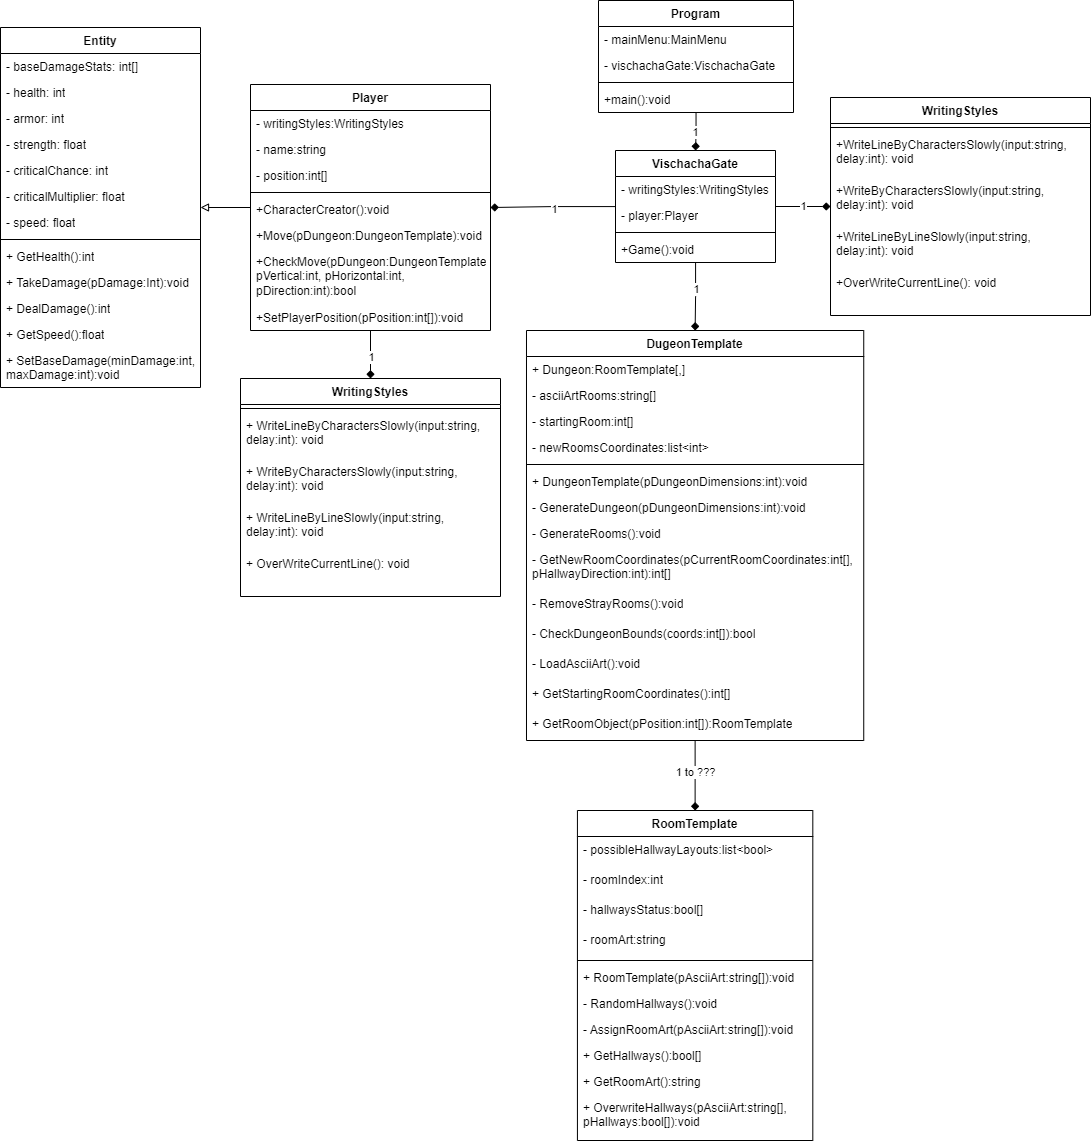 Program
- mainMenu:MainMenu
- vischachaGate:VischachaGate
+main():void
1
Entity
- baseDamageStats: int[]
- health: int
- armor: int
- strength: float
- criticalChance: int
- criticalMultiplier: float
- speed: float
+ GetHealth():int
+ TakeDamage(pDamage:Int):void
+ DealDamage():int
+ GetSpeed():float
+ SetBaseDamage(minDamage:int,
maxDamage:int):void
Player
- writingStyles:WritingStyles
- name:string
- position:int[]
+CharacterCreator():void
+Move(pDungeon:DungeonTemplate):void
+CheckMove(pDungeon:DungeonTemplate
pVertical:int, pHorizontal:int,
pDirection:int):bool
+SetPlayerPosition(pPosition:int[]):void
1
VischachaGate
- writingStyles:WritingStyles
- player:Player
+Game():void
1
WritingStyles
+WriteLineByCharactersSlowly(input:string,
delay:int): void
+WriteByCharactersSlowly(input:string,
delay:int): void
+WriteLineByLineSlowly(input:string,
delay:int): void
+OverWriteCurrentLine(): void
1
1
WritingStyles
+ WriteLineByCharactersSlowly(input:string,
delay:int): void
+ WriteByCharactersSlowly(input:string,
delay:int): void
+ WriteLineByLineSlowly(input:string,
delay:int): void
+ OverWriteCurrentLine(): void
DugeonTemplate
+ Dungeon:RoomTemplate[,]
- asciiArtRooms:string[]
- startingRoom:int[]
- newRoomsCoordinates:list<int>
+ DungeonTemplate(pDungeonDimensions:int):void
- GenerateDungeon(pDungeonDimensions:int):void
- GenerateRooms():void
- GetNewRoomCoordinates(pCurrentRoomCoordinates:int[],
pHallwayDirection:int):int[]
- RemoveStrayRooms():void
- CheckDungeonBounds(coords:int[]):bool
- LoadAsciiArt():void
+ GetStartingRoomCoordinates():int[]
+ GetRoomObject(pPosition:int[]):RoomTemplate
1 to ???
RoomTemplate
- possibleHallwayLayouts:list<bool>
- roomIndex:int
- hallwaysStatus:bool[]
- roomArt:string
+ RoomTemplate(pAsciiArt:string[]):void
- RandomHallways():void
- AssignRoomArt(pAsciiArt:string[]):void
+ GetHallways():bool[]
+ GetRoomArt():string
+ OverwriteHallways(pAsciiArt:string[],
pHallways:bool[]):void